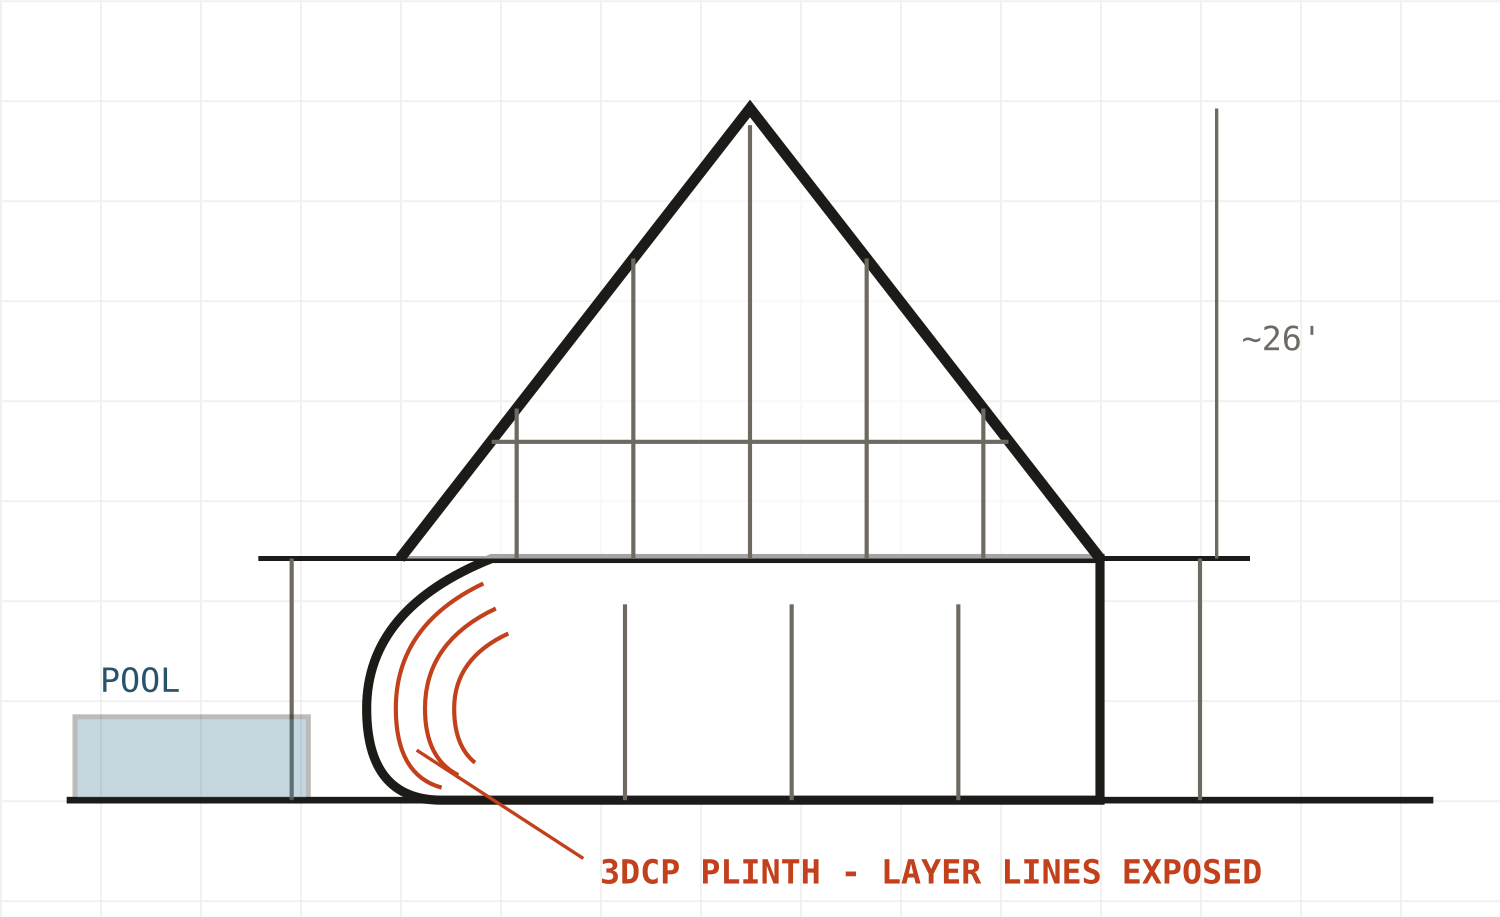 ~26'
POOL
3DCP PLINTH - LAYER LINES EXPOSED